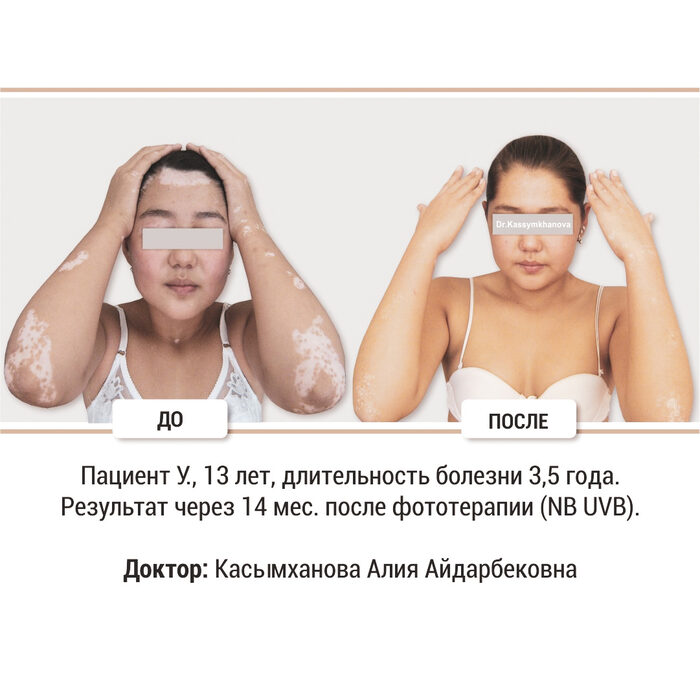 Dr.Kassymkhanova
ДО
ПОСЛЕ
Пациент У., 13 лет, длительность болезни 3,5 года.
Результат через 14 мес. после фототерапии (NB UVB).
Доктор: Касымханова Алия Айдарбековна